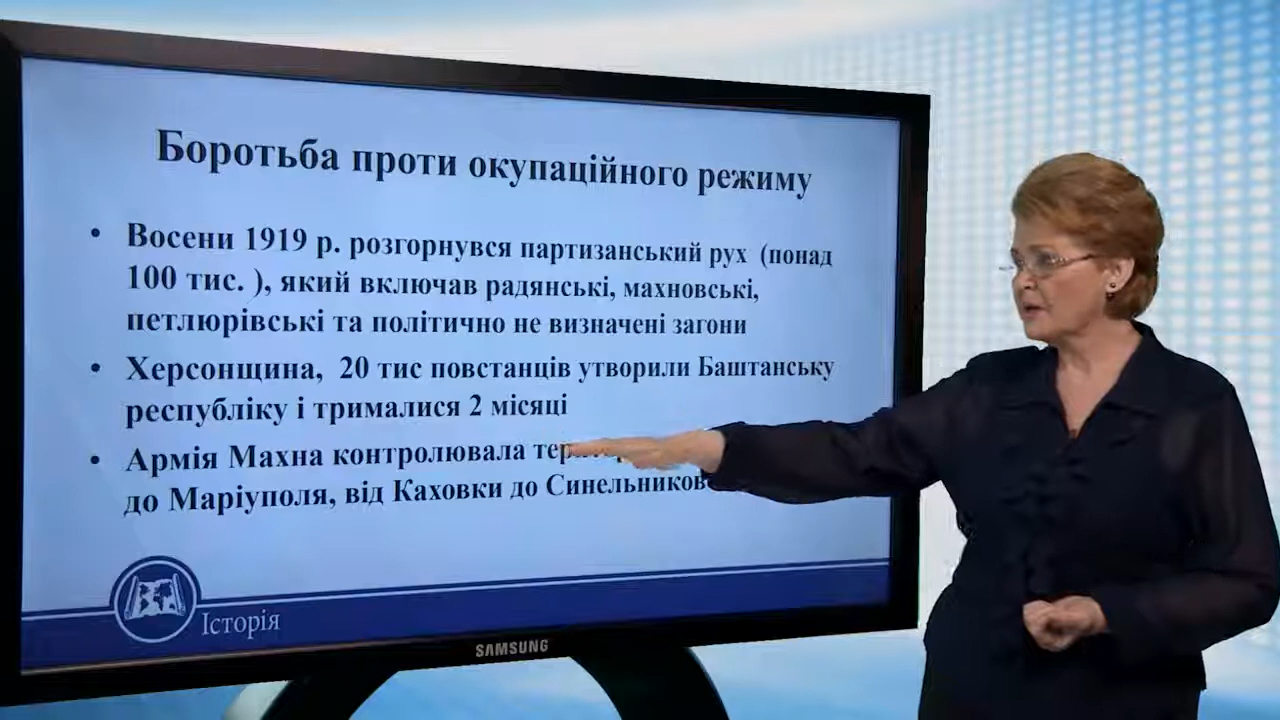 Боротьба проти окупаційного режиму
• Восени 1919 р. розгорнувся партизанський рух (понад
100 тис. ), який включав радянські, махновські,
петлюрівські та політично не визначені загони
• Херсонщина, 20 тис повстанців утворили Баштанську
республіку і трималися 2 місяці
• Армія Махна контролювала
до Маріуполя, від Каховки до
Історія
SAMSUNG